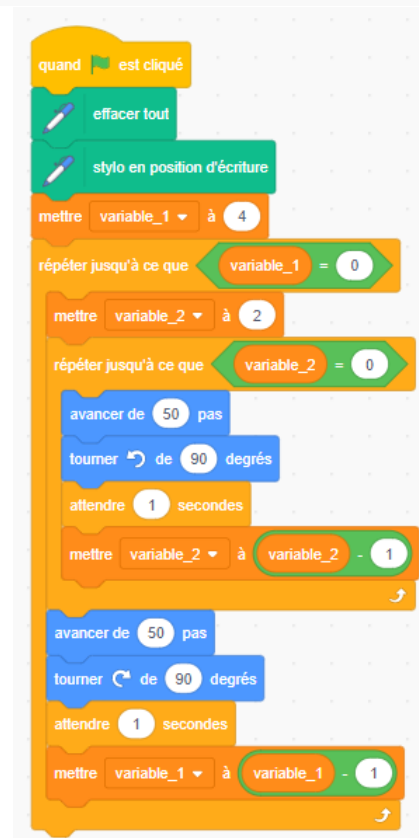 quand est cliqué
effacer tout
stylo en position d'écriture
mettre variable_1 à 4
répéter jusqu'à ce que variable_1 = 0
mettre variable_2 à 2
répéter jusqu'à ce que variable_2 = 0
avancer de 50 pas
tourner de 90 degrés
attendre 1 secondes
mettre variable_2 à variable_2 - 1
avancer de 50 pas
tourner de 90 degrés
attendre 1 secondes
mettre variable_1 à variable_1 - 1